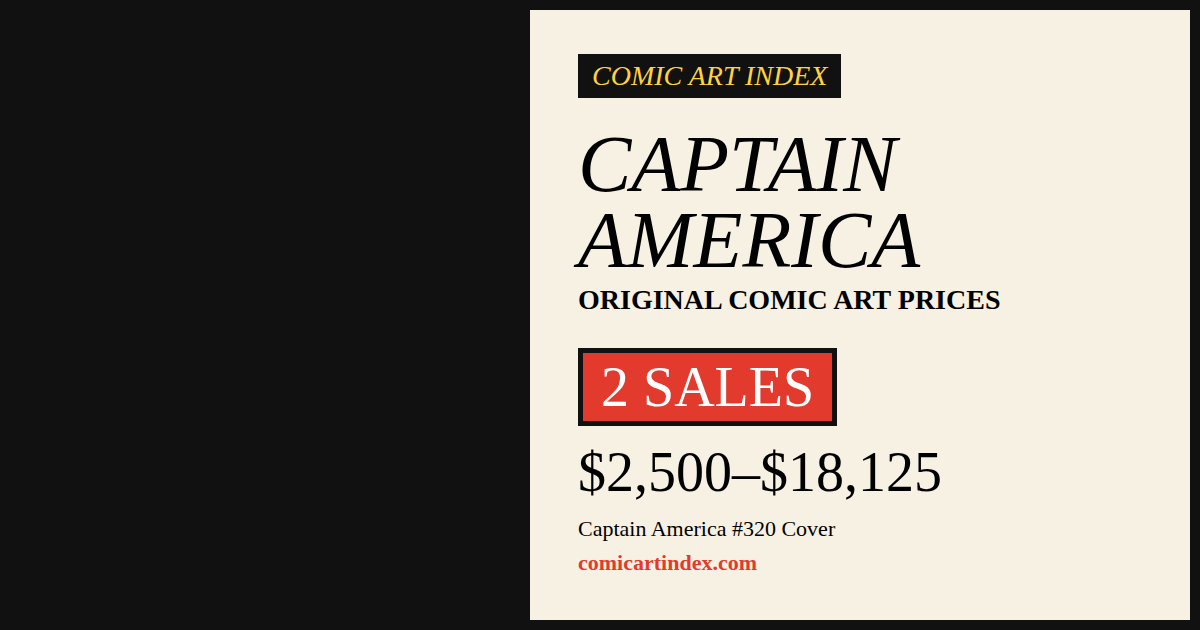 COMIC ART INDEX
CAPTAIN
AMERICA
ORIGINAL COMIC ART PRICES
2 SALES
$2,500–$18,125
Captain America #320 Cover
comicartindex.com